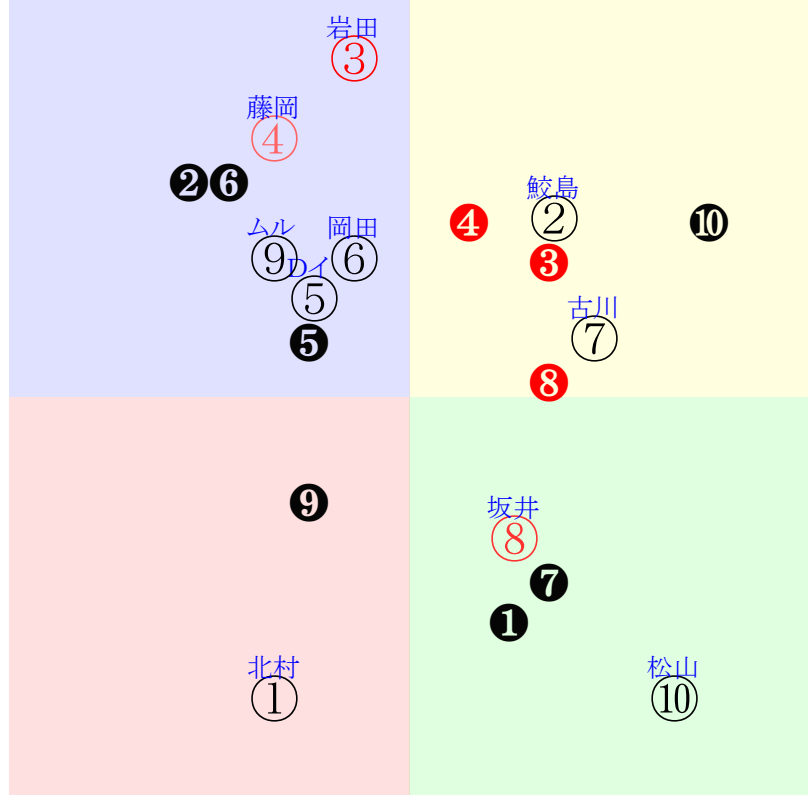 岩田
③
藤岡
④
❷❻
鮫島
②
❹
❿
❸
ムル
⑨
岡田
⑥
Dイ
⑤
❺
古川
⑦
❽
❾
坂井
⑧
❼
❶
北村
①
松山
⑩